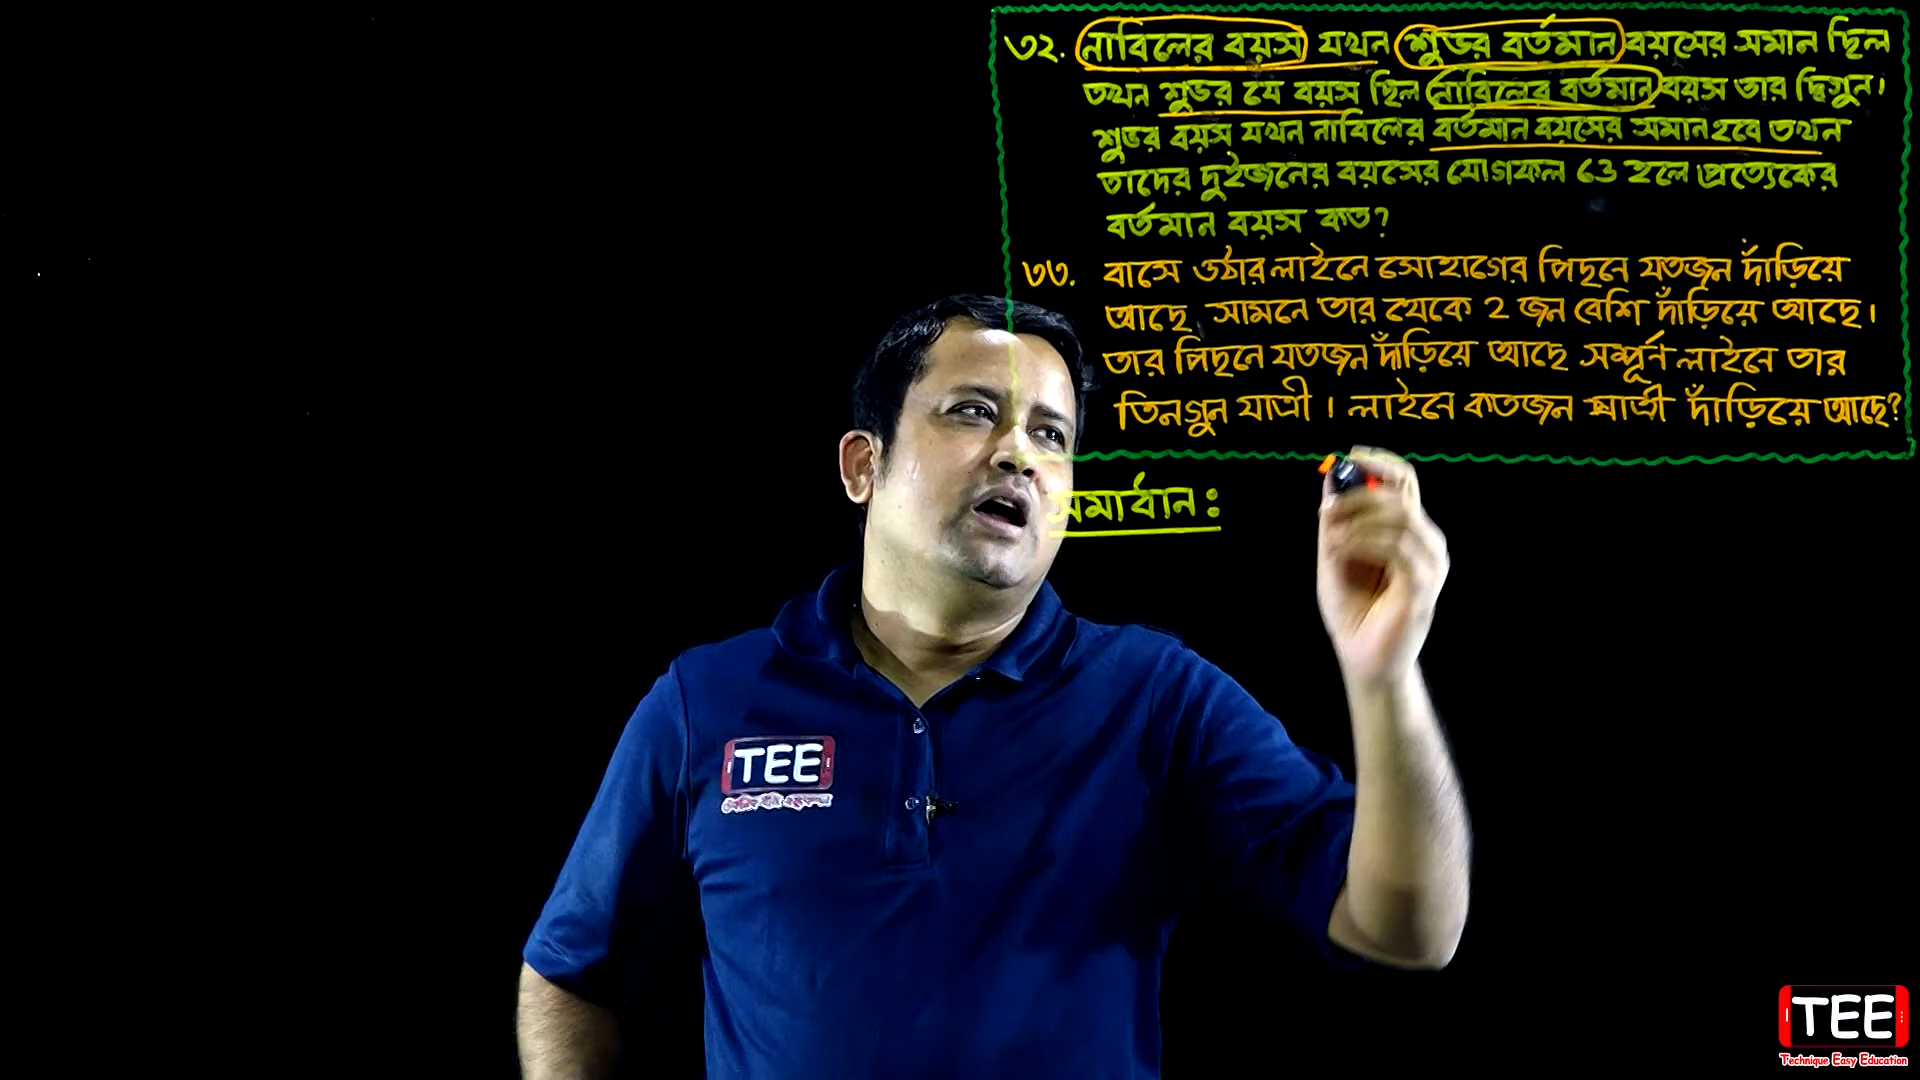 ৩২. নাবিলের বয়স যখন শুভর বর্তমান বয়সের সমান ছিল
তখন শুভর যে বয়স ছিল নাবিলের বর্তমান বয়স তার দ্বিগুন।
শুভর বয়স যখন নাবিলের বর্তমান বয়সের সমান হবে তখন
তাদের দুইজনের বয়সের যোগফল ৬৩ হলে প্রত্যেকের
বর্তমান বয়স কত?
৩৩. বাসে ওঠার লাইনে সোহাগের পিছনে যতজন দাঁড়িয়ে
আছে সামনে তার থেকে ২ জন বেশি দাঁড়িয়ে আছে।
তার পিছনে যতজন দাঁড়িয়ে আছে সম্পূর্ন লাইনে তার
তিনগুন যাত্রী। লাইনে কতজন যাত্রী দাঁড়িয়ে আছে?
সমাধান:
TEE
TEE
Technique Easy Education